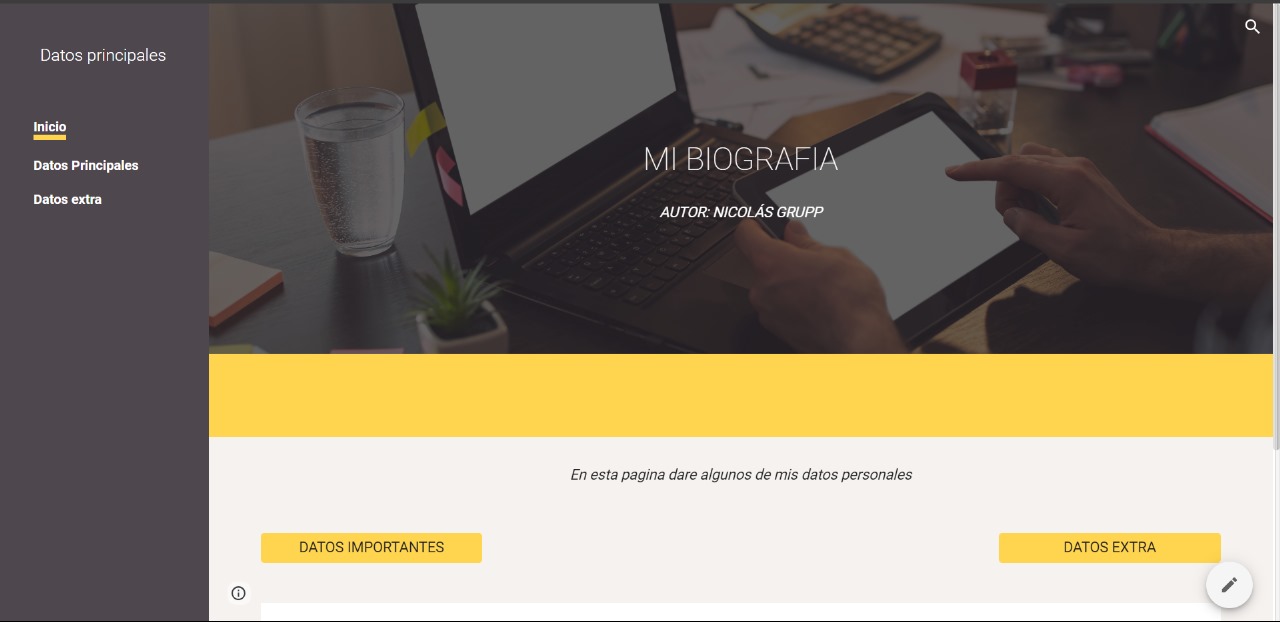 Datos principales
Inicio
Datos Principales
Datos extra
MI BIOGRAFIA
AUTOR: NICOLÁS GRUPP
En esta pagina dare algunos de mis datos personales
DATOS IMPORTANTES
DATOS EXTRA